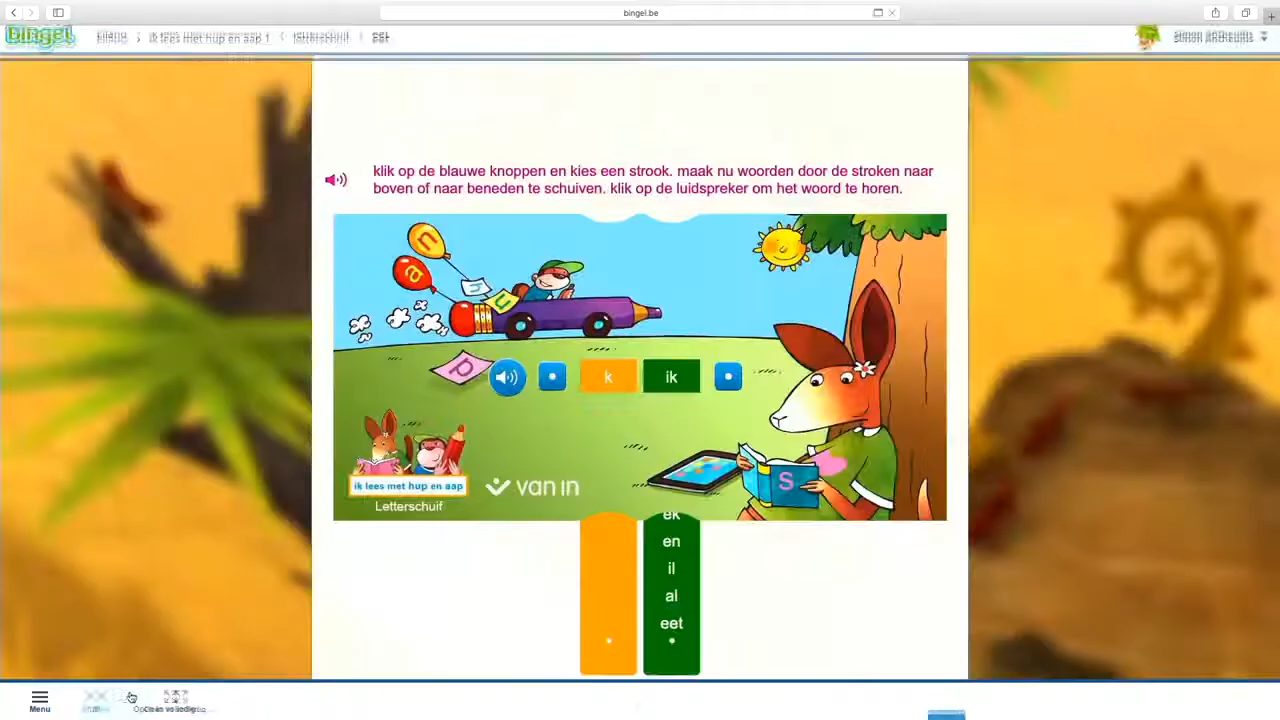 bingel.be
bingel
klik op de blauwe knoppen en kies een strook. maak nu woorden door de stroken naar
boven of naar beneden te schuiven. klik op de luidspreker om het woord te horen.
n
a
h
u
p
k
ik
S
ik lees met hup en aap
Letterschuif
van in
ek
en
il
al
eet
Menu